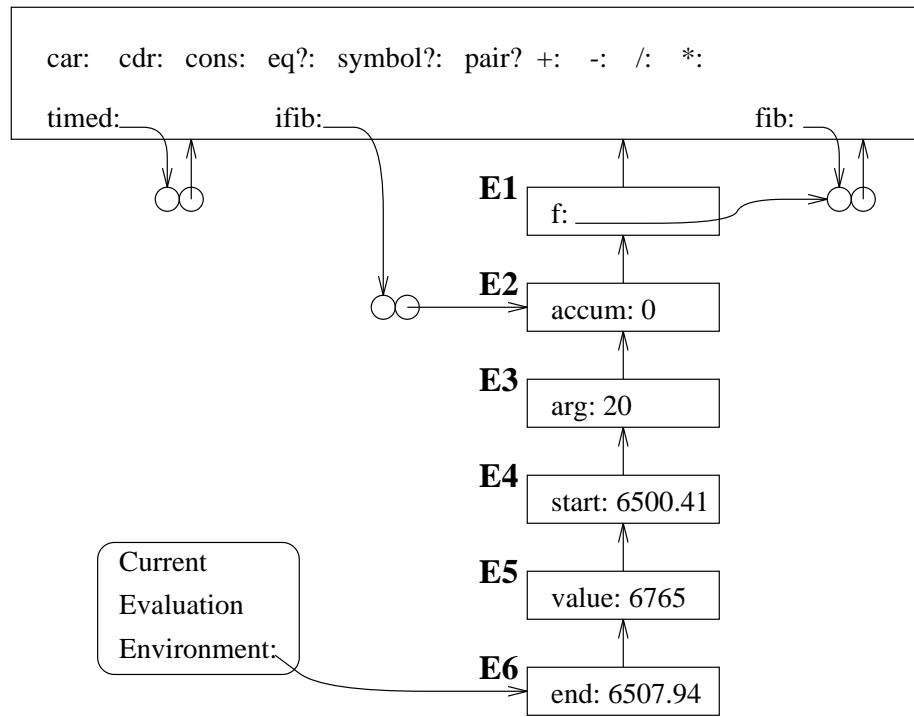 car: cdr: cons: eq?: symbol?: pair? +: -: /: *:
timed: ifib: fib:
E1
f:
E2
accum: 0
E3
arg: 20
E4
start: 6500.41
Current
Evaluation
Environment:
E5
value: 6765
E6
end: 6507.94